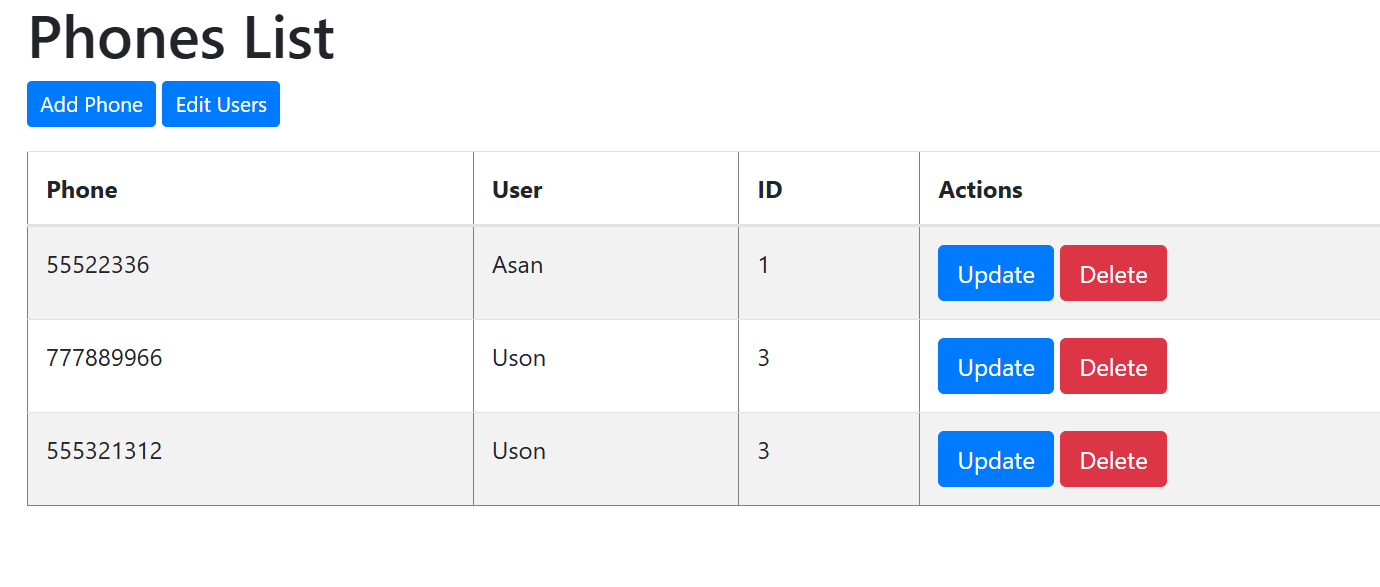 Phones List
Add Phone Edit Users
Phone User ID Actions
55522336 Asan 1 Update Delete
777889966 Uson 3 Update Delete
555321312 Uson 3 Update Delete